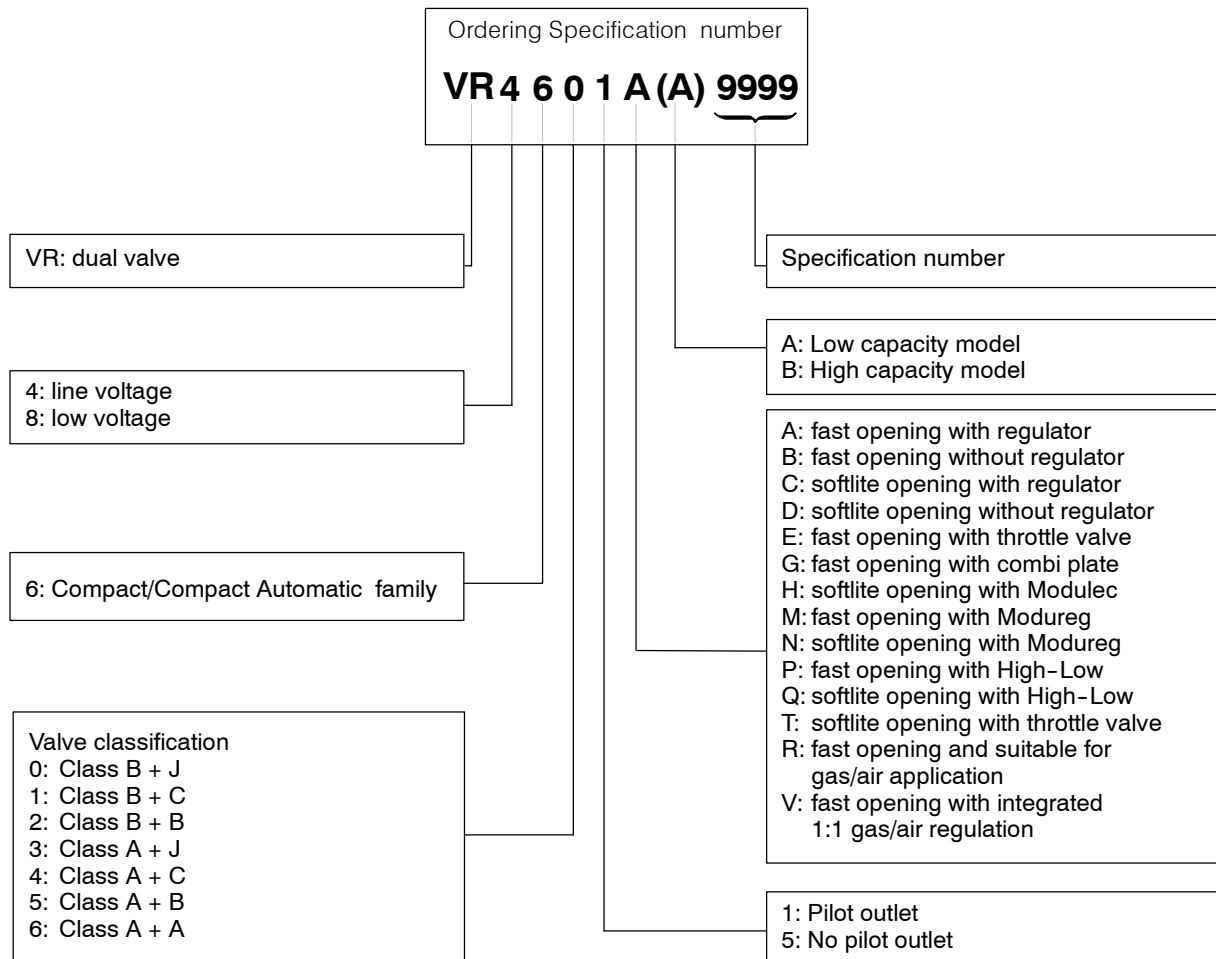 Ordering Specification number
VR 4 6 0 1 A (A) 9999
VR: dual valve
4: line voltage
8: low voltage
6: Compact/Compact Automatic family
Valve classification
0: Class B + J
1: Class B + C
2: Class B + B
3: Class A + J
4: Class A + C
5: Class A + B
6: Class A + A
Specification number
A: Low capacity model
B: High capacity model
A: fast opening with regulator
B: fast opening without regulator
C: softlite opening with regulator
D: softlite opening without regulator
E: fast opening with throttle valve
G: fast opening with combi plate
H: softlite opening with Modulec
M: fast opening with Modureg
N: softlite opening with Modureg
P: fast opening with High-Low
Q: softlite opening with High-Low
T: softlite opening with throttle valve
R: fast opening and suitable for
gas/air application
V: fast opening with integrated
1:1 gas/air regulation
1: Pilot outlet
5: No pilot outlet